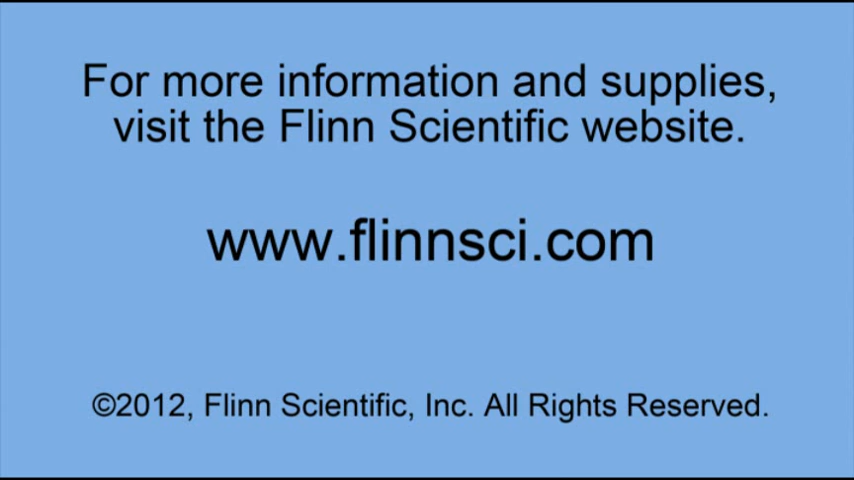 For more information and supplies,
visit the Flinn Scientific website.
www.flinnsci.com
©2012, Flinn Scientific, Inc. All Rights Reserved.